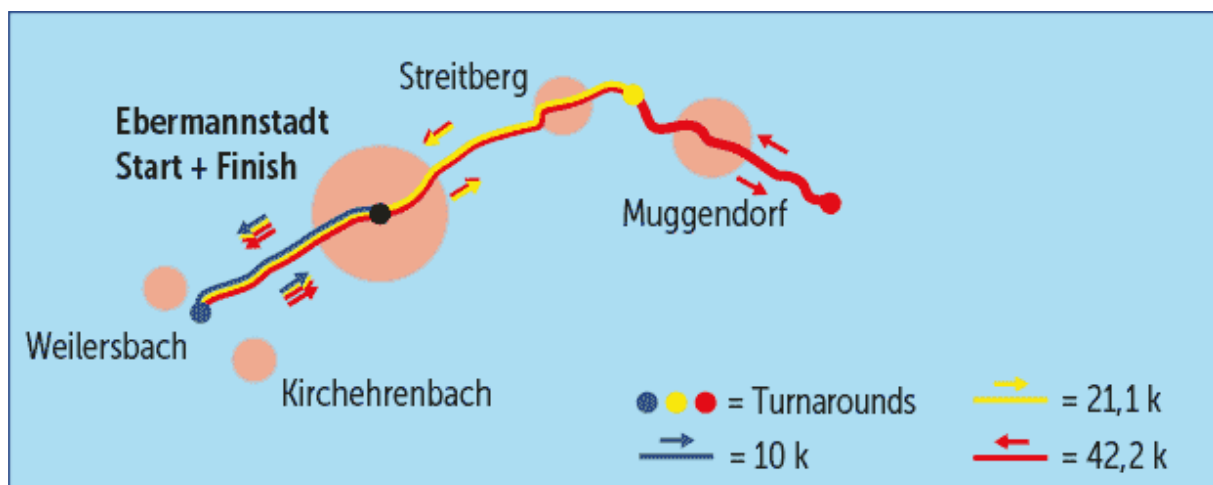 Streitberg
Ebermannstadt
Start + Finish
Muggendorf
Weilersbach
Kirchehrenbach
= Turnarounds
= 21,1 k
= 10 k
= 42,2 k